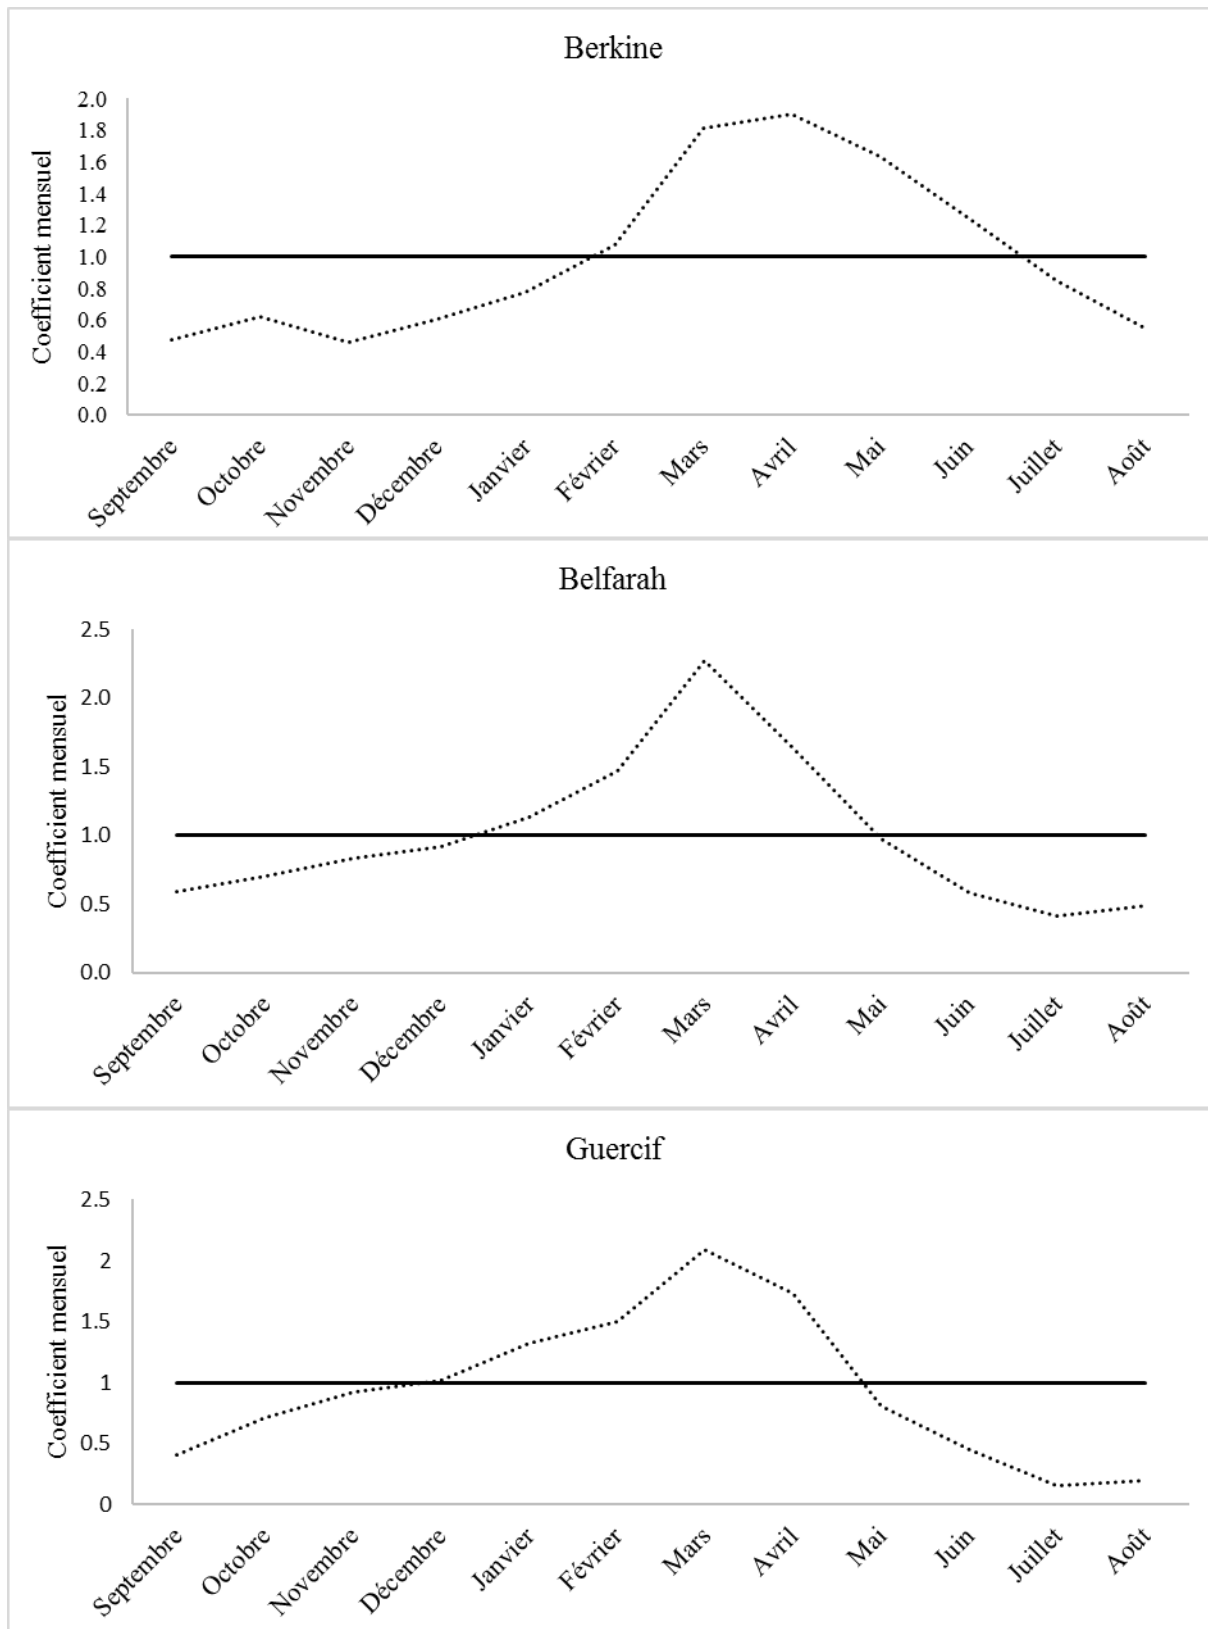 Berkine
Coefficient mensuel
2.0
1.8
1.6
1.4
1.2
1.0
0.8
0.6
0.4
0.2
0.0
Septembre
Octobre
Novembre
Décembre
Janvier
Février
Mars
Avril
Mai
Juin
Juillet
Août
Belfarah
Coefficient mensuel
2.5
2.0
1.5
1.0
0.5
0.0
Septembre
Octobre
Novembre
Décembre
Janvier
Février
Mars
Avril
Mai
Juin
Juillet
Août
Guercif
Coefficient mensuel
2.5
2
1.5
1
0.5
0
Septembre
Octobre
Novembre
Décembre
Janvier
Février
Mars
Avril
Mai
Juin
Juillet
Août